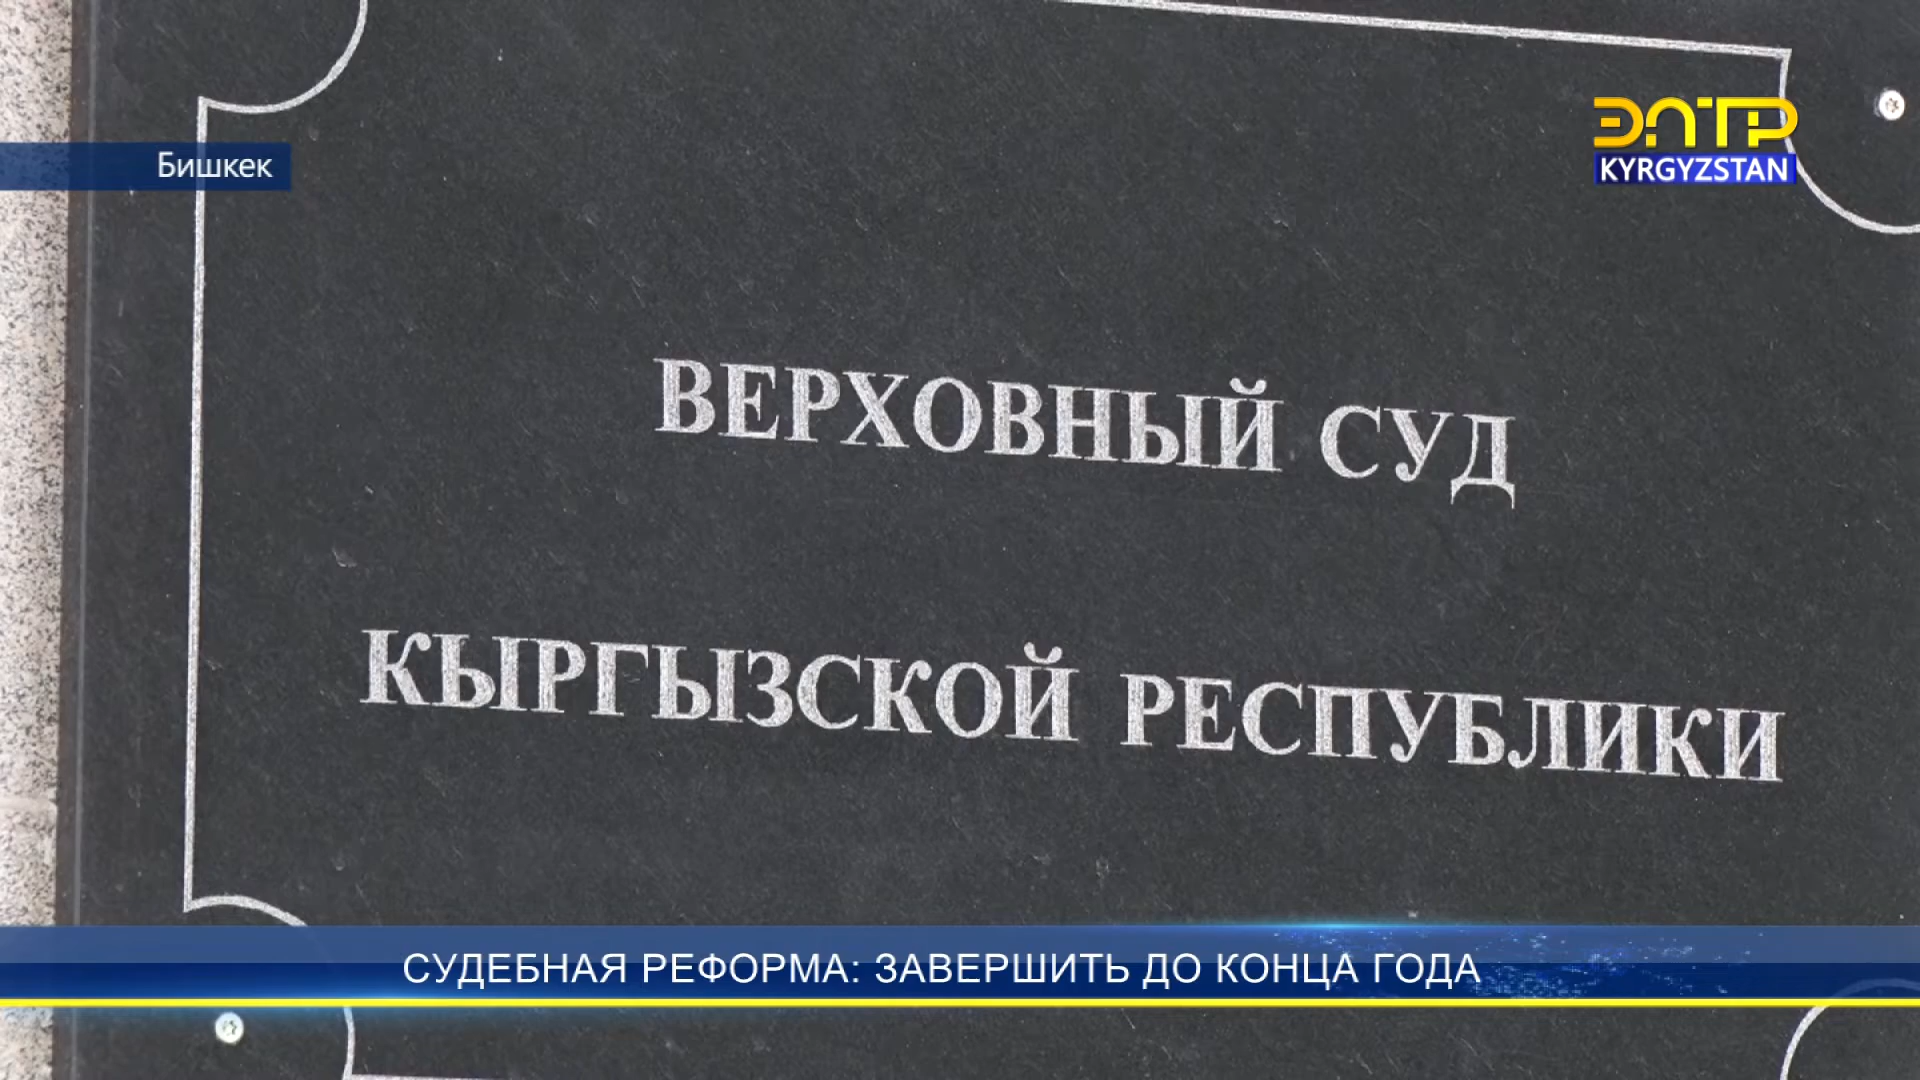 Бишкек
ЭЛТР
KYRGYZSTAN
ВЕРХОВНЫЙ СУД
КЫРГЫЗСКОЙ РЕСПУБЛИКИ
СУДЕБНАЯ РЕФОРМА: ЗАВЕРШИТЬ ДО КОНЦА ГОДА